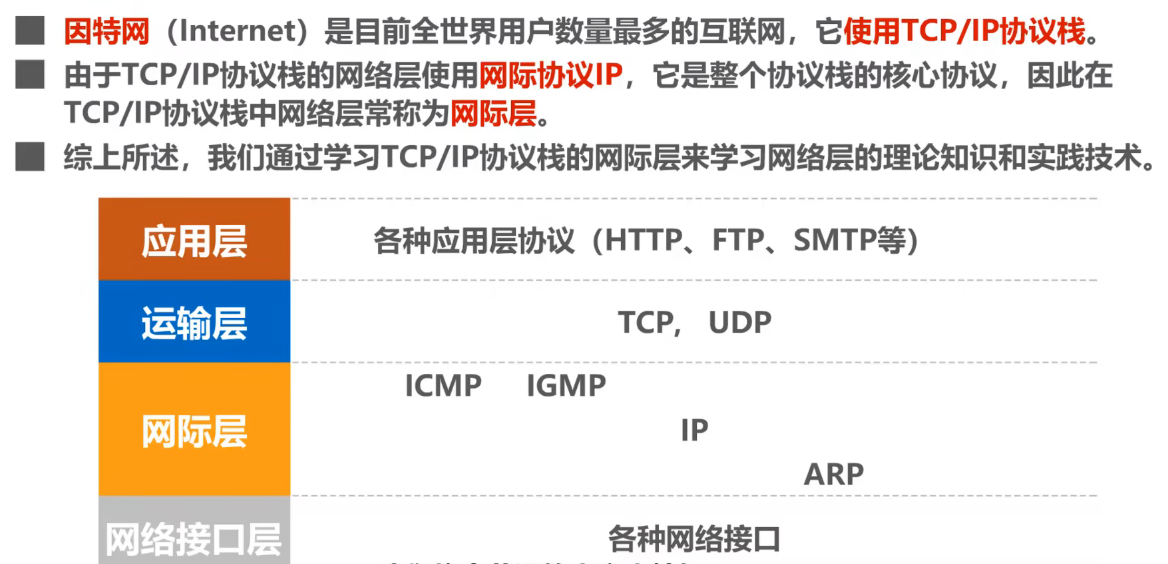 因特网（Internet）是目前全世界用户数量最多的互联网，它使用TCP/IP协议栈。
由于TCP/IP协议栈的网络层使用网际协议IP，它是整个协议栈的核心协议，因此在
TCP/IP协议栈中网络层常称为网际层。
综上所述，我们通过学习TCP/IP协议栈的网际层来学习网络层的理论知识和实践技术。
应用层 各种应用层协议（HTTP、FTP、SMTP等）
运输层 TCP， UDP
ICMP IGMP
网际层 IP
ARP
网络接口层 各种网络接口